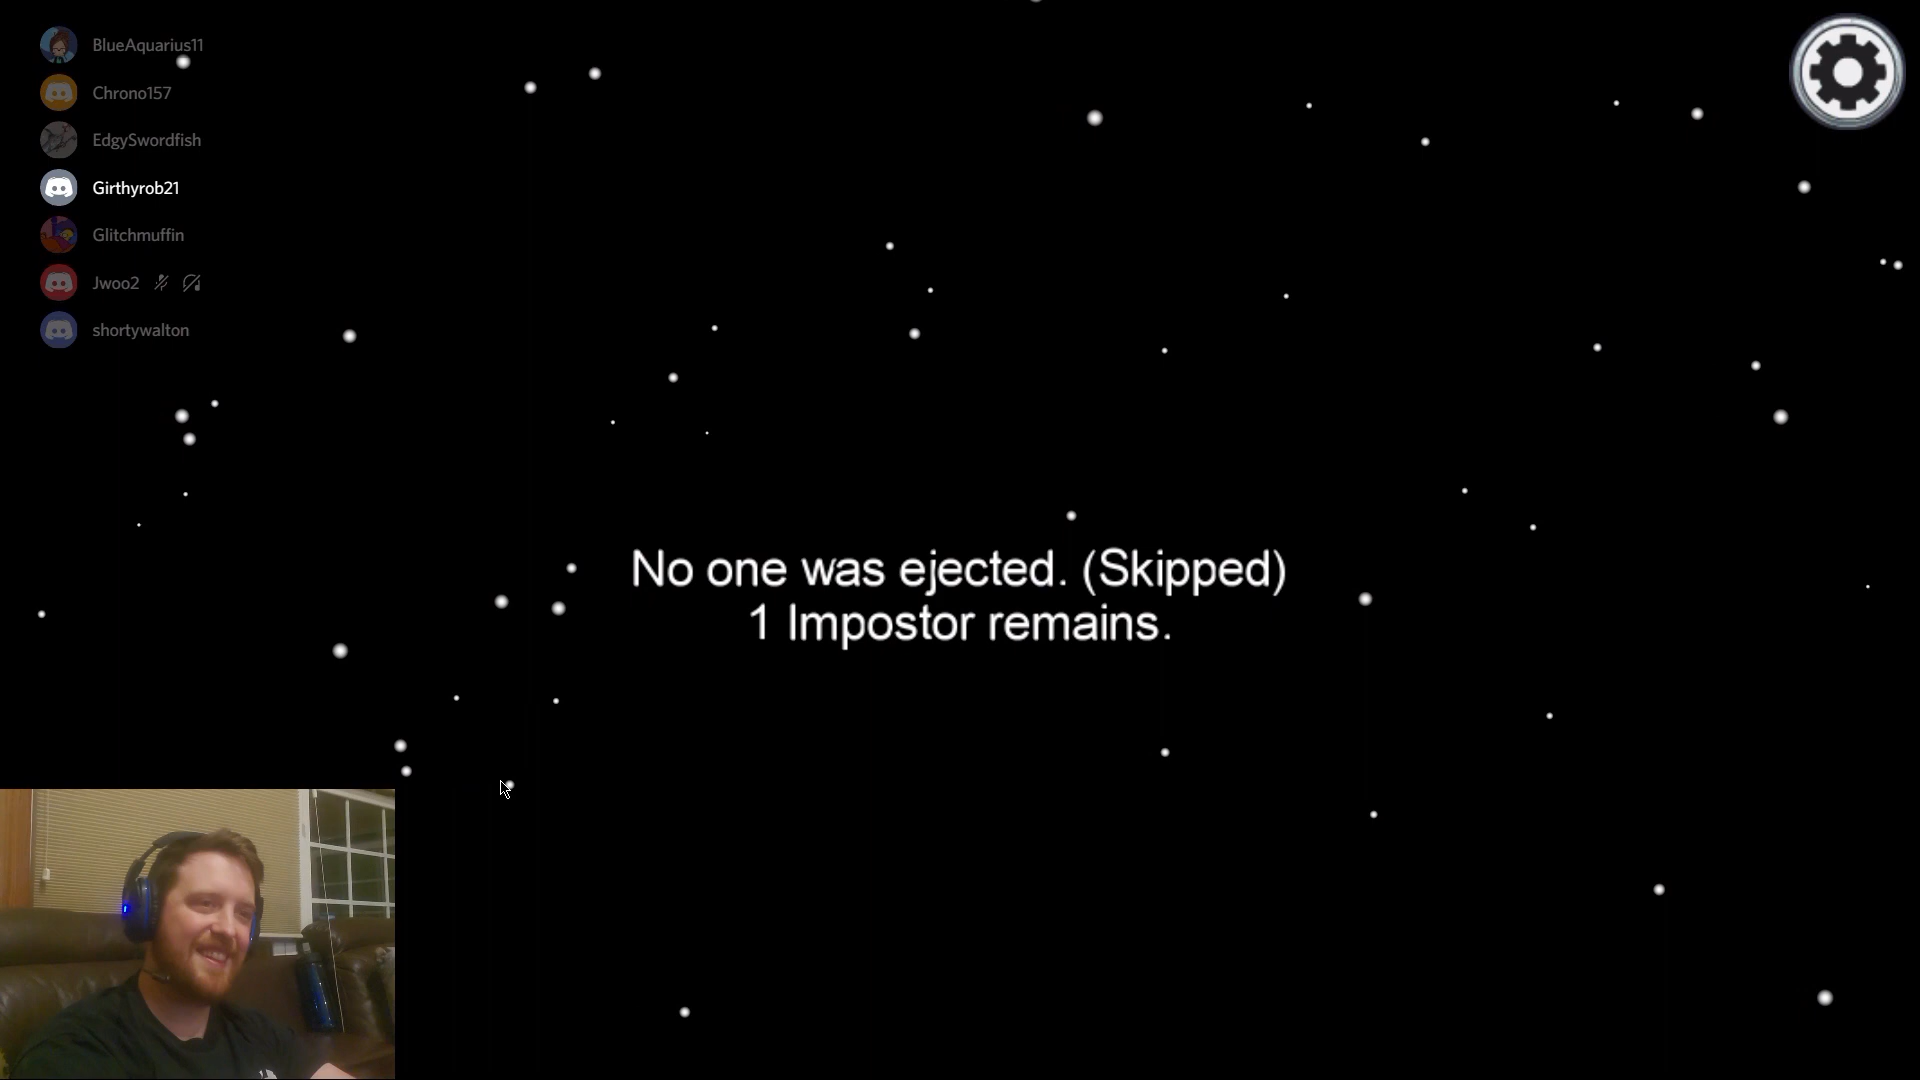 BlueAquarius11
Chrono157
EdgySwordfish
Girthyrob21
Glitchmuffin
Jwoo2
shortywalton
No one was ejected. (Skipped)
1 Impostor remains.